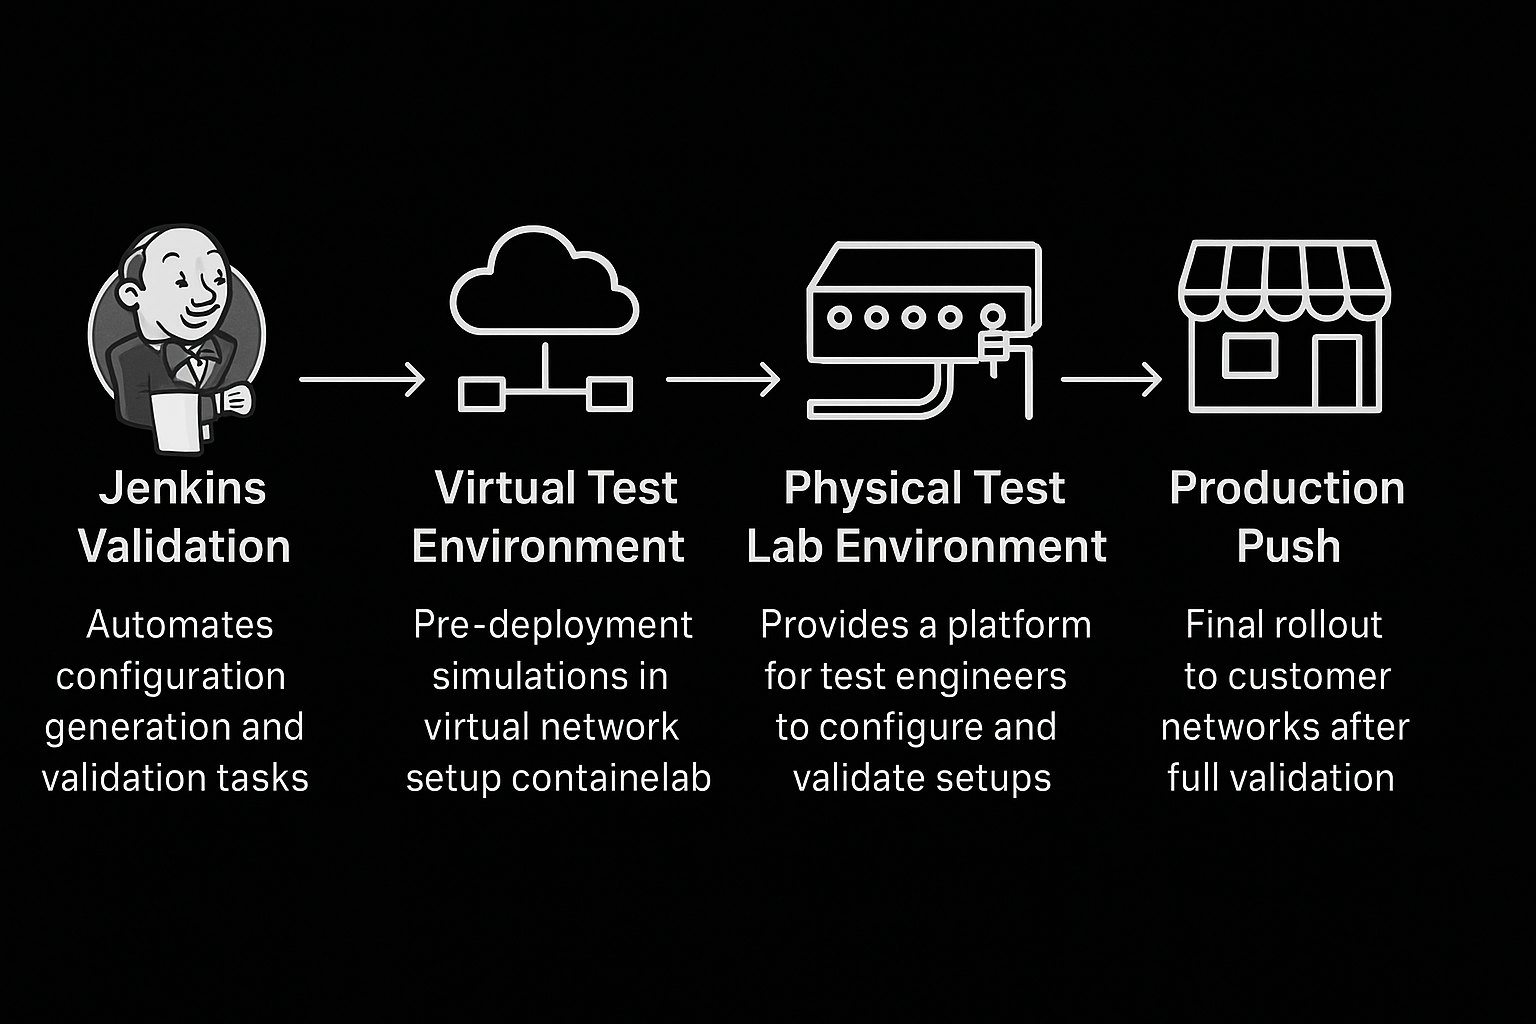 Jenkins
Validation
Automates
configuration
generation and
validation tasks
Virtual Test
Environment
Pre-deployment
simulations in
virtual network
setup containelab
Physical Test
Lab Environment
Provides a platform
for test engineers
to configure and
validate setups
Production
Push
Final rollout
to customer
networks after
full validation